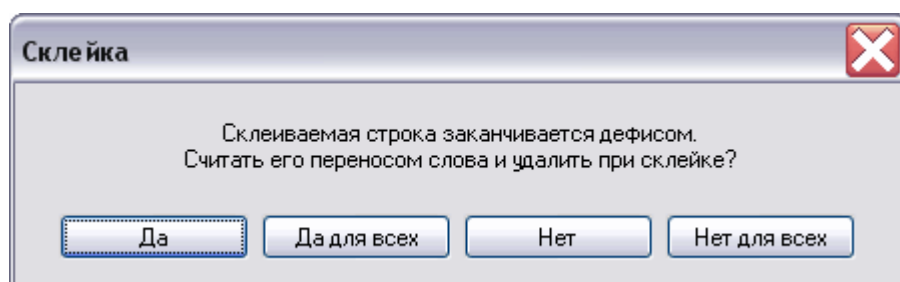 Склейка
Склеиваемая строка заканчивается дефисом.
Считать его переносом слова и удалить при склейке?
Да
Да для всех
Нет
Нет для всех